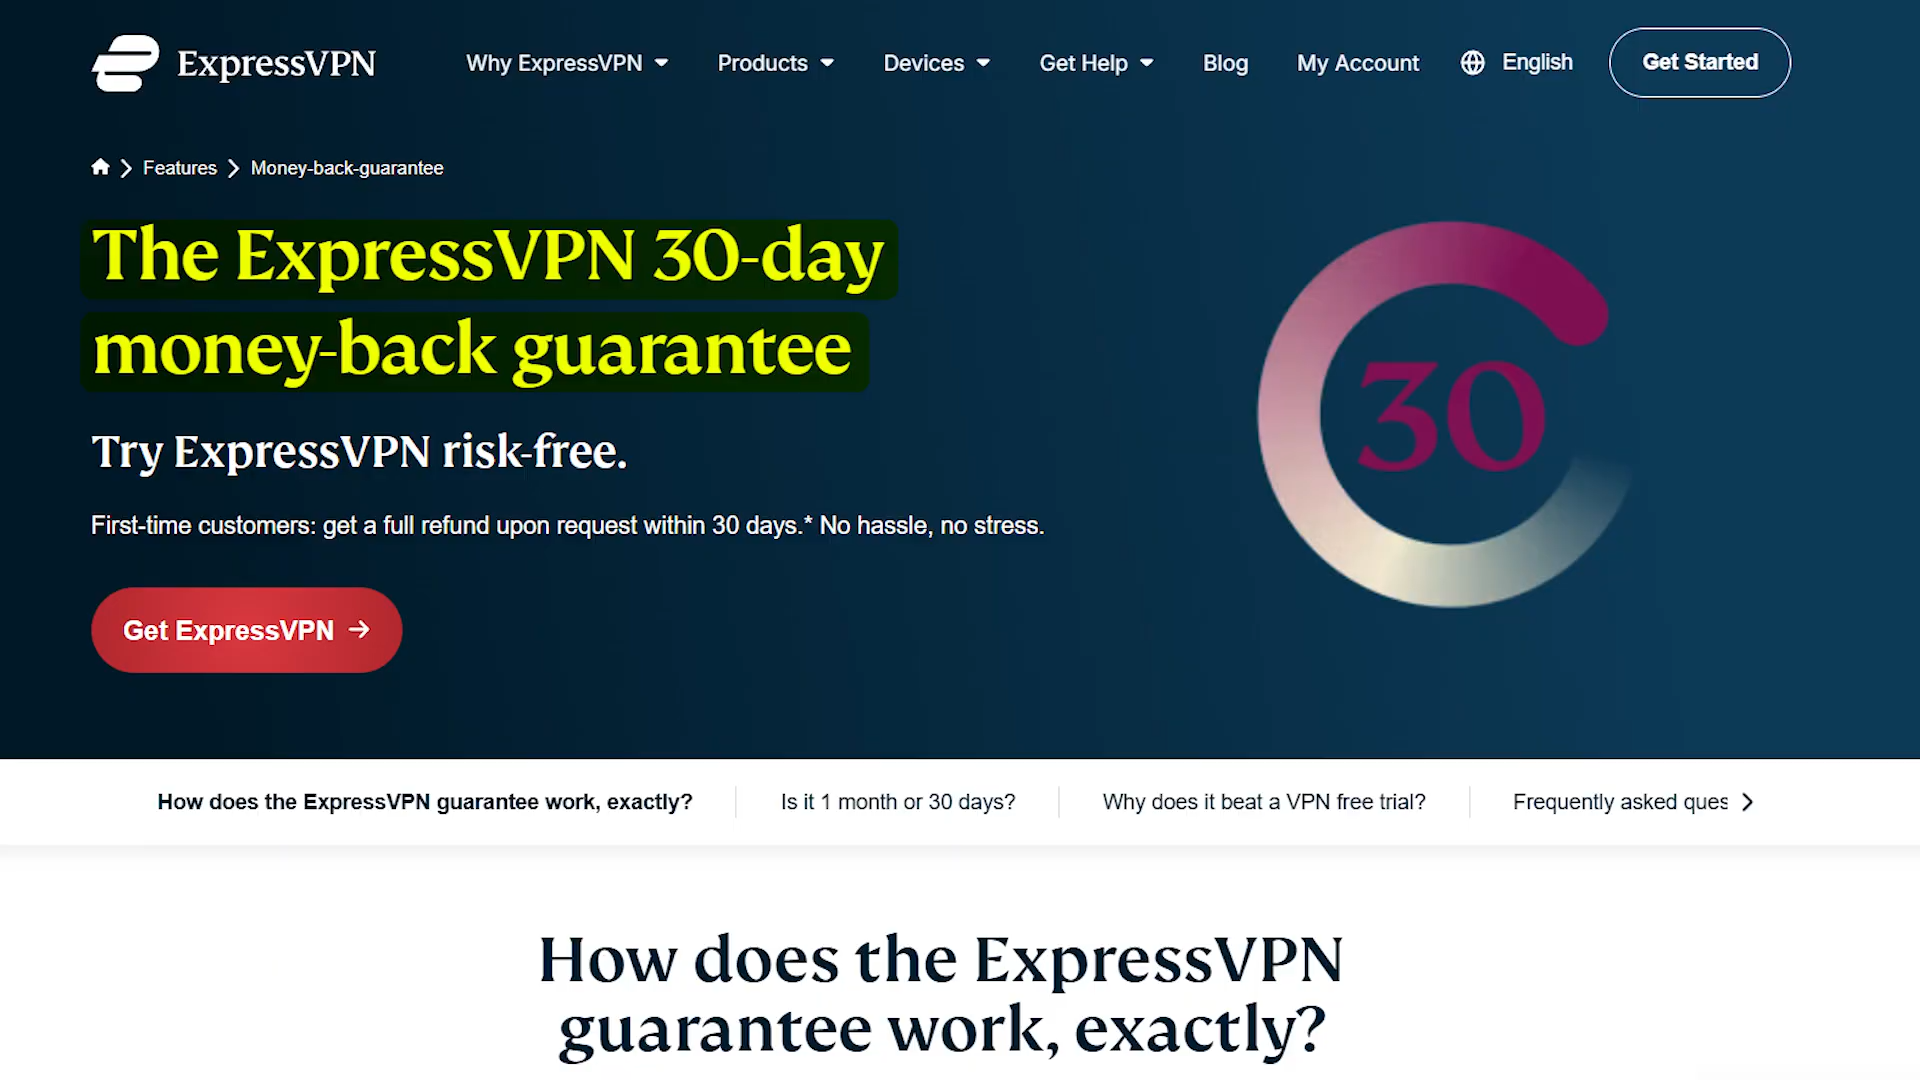 ExpressVPN
Why ExpressVPN
Products
Devices
Get Help
Blog
My Account
English
Get Started
Features
Money-back-guarantee
The ExpressVPN 30-day
money-back guarantee
Try ExpressVPN risk-free.
First-time customers: get a full refund upon request within 30 days.* No hassle, no stress.
Get ExpressVPN
30
How does the ExpressVPN guarantee work, exactly?
Is it 1 month or 30 days?
Why does it beat a VPN free trial?
Frequently asked ques
How does the ExpressVPN
guarantee work, exactly?